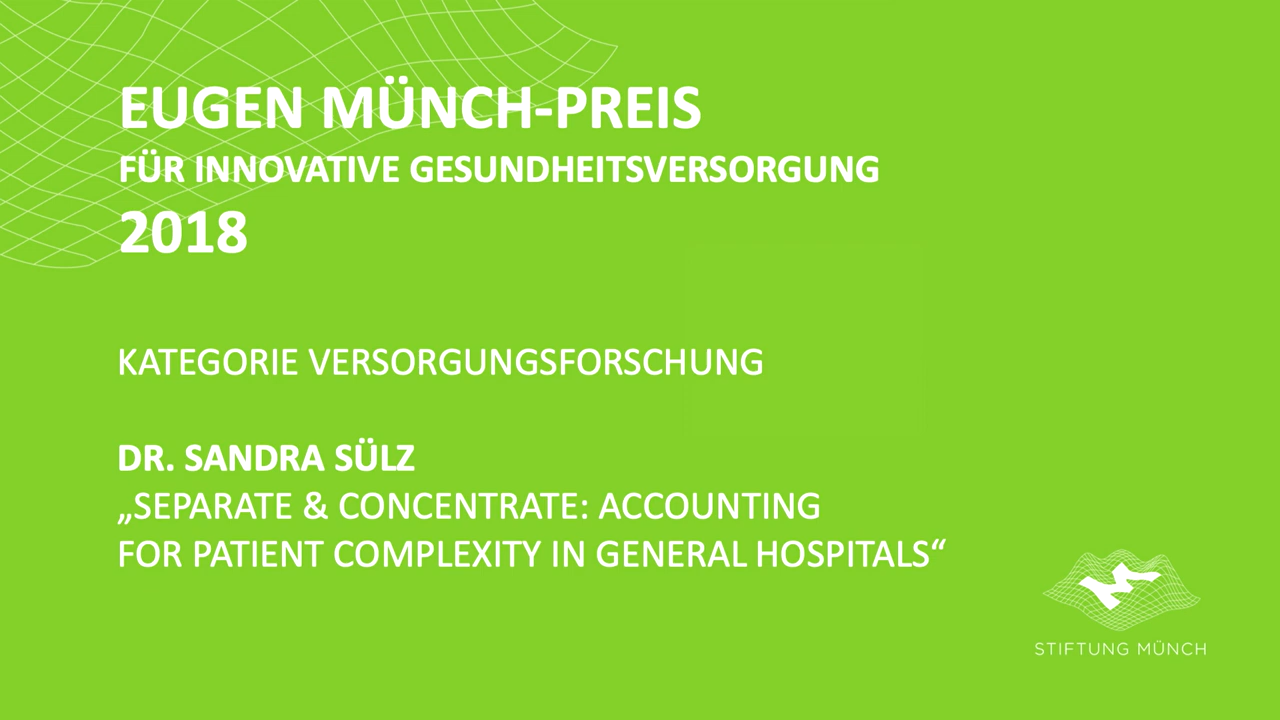 EUGEN MÜNCH-PREIS
FÜR INNOVATIVE GESUNDHEITSVERSORGUNG
2018
KATEGORIE VERSORGUNGSFORSCHUNG
DR. SANDRA SÜLZ
„SEPARATE & CONCENTRATE: ACCOUNTING
FOR PATIENT COMPLEXITY IN GENERAL HOSPITALS“
STIFTUNG MÜNCH